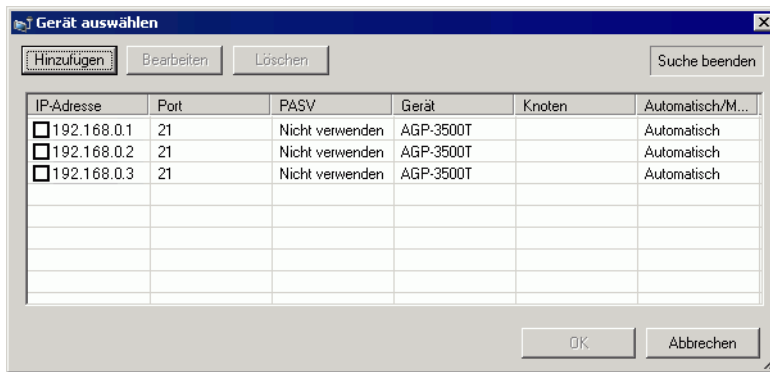 Gerät auswählen
Hinzufügen Bearbeiten Löschen Suche beenden
IP-Adresse Port PASV Gerät Knoten Automatisch/M...
192.168.0.1 21 Nicht verwenden AGP-3500T Automatisch
192.168.0.2 21 Nicht verwenden AGP-3500T Automatisch
192.168.0.3 21 Nicht verwenden AGP-3500T Automatisch
OK Abbrechen